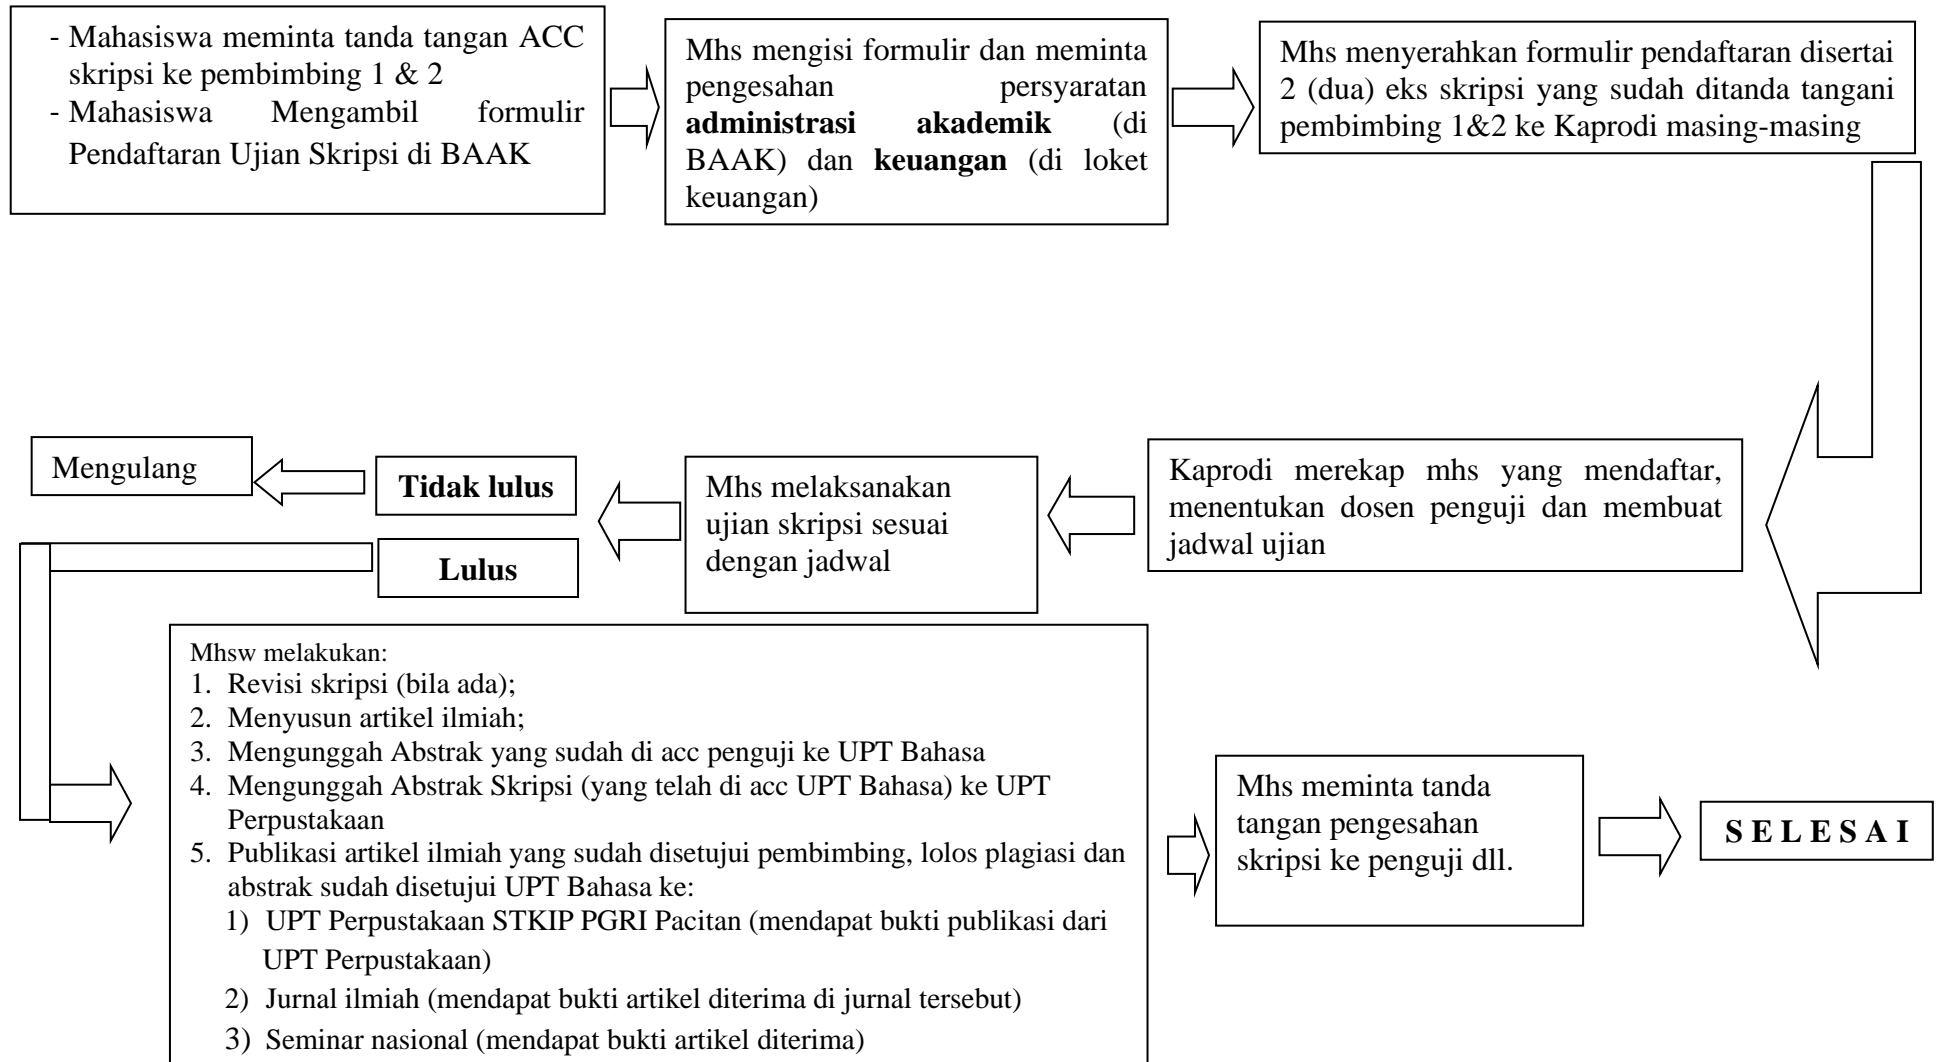 - Mahasiswa meminta tanda tangan ACC
skripsi ke pembimbing 1 & 2
- Mahasiswa Mengambil formulir
Pendaftaran Ujian Skripsi di BAAK
Mhs mengisi formulir dan meminta
pengesahan persyaratan
administrasi akademik (di
BAAK) dan keuangan (di loket
keuangan)
Mhs menyerahkan formulir pendaftaran disertai
2 (dua) eks skripsi yang sudah ditanda tangani
pembimbing 1&2 ke Kaprodi masing-masing
Kaprodi merekap mhs yang mendaftar,
menentukan dosen penguji dan membuat
jadwal ujian
Mhs melaksanakan
ujian skripsi sesuai
dengan jadwal
Tidak lulus
Mengulang
Lulus
Mhsw melakukan:
1. Revisi skripsi (bila ada);
2. Menyusun artikel ilmiah;
3. Mengunggah Abstrak yang sudah di acc penguji ke UPT Bahasa
4. Mengunggah Abstrak Skripsi (yang telah di acc UPT Bahasa) ke UPT
Perpustakaan
5. Publikasi artikel ilmiah yang sudah disetujui pembimbing, lolos plagiasi dan
abstrak sudah disetujui UPT Bahasa ke:
1) UPT Perpustakaan STKIP PGRI Pacitan (mendapat bukti publikasi dari
UPT Perpustakaan)
2) Jurnal ilmiah (mendapat bukti artikel diterima di jurnal tersebut)
3) Seminar nasional (mendapat bukti artikel diterima)
Mhs meminta tanda
tangan pengesahan
skripsi ke penguji dll.
S E L E S A I